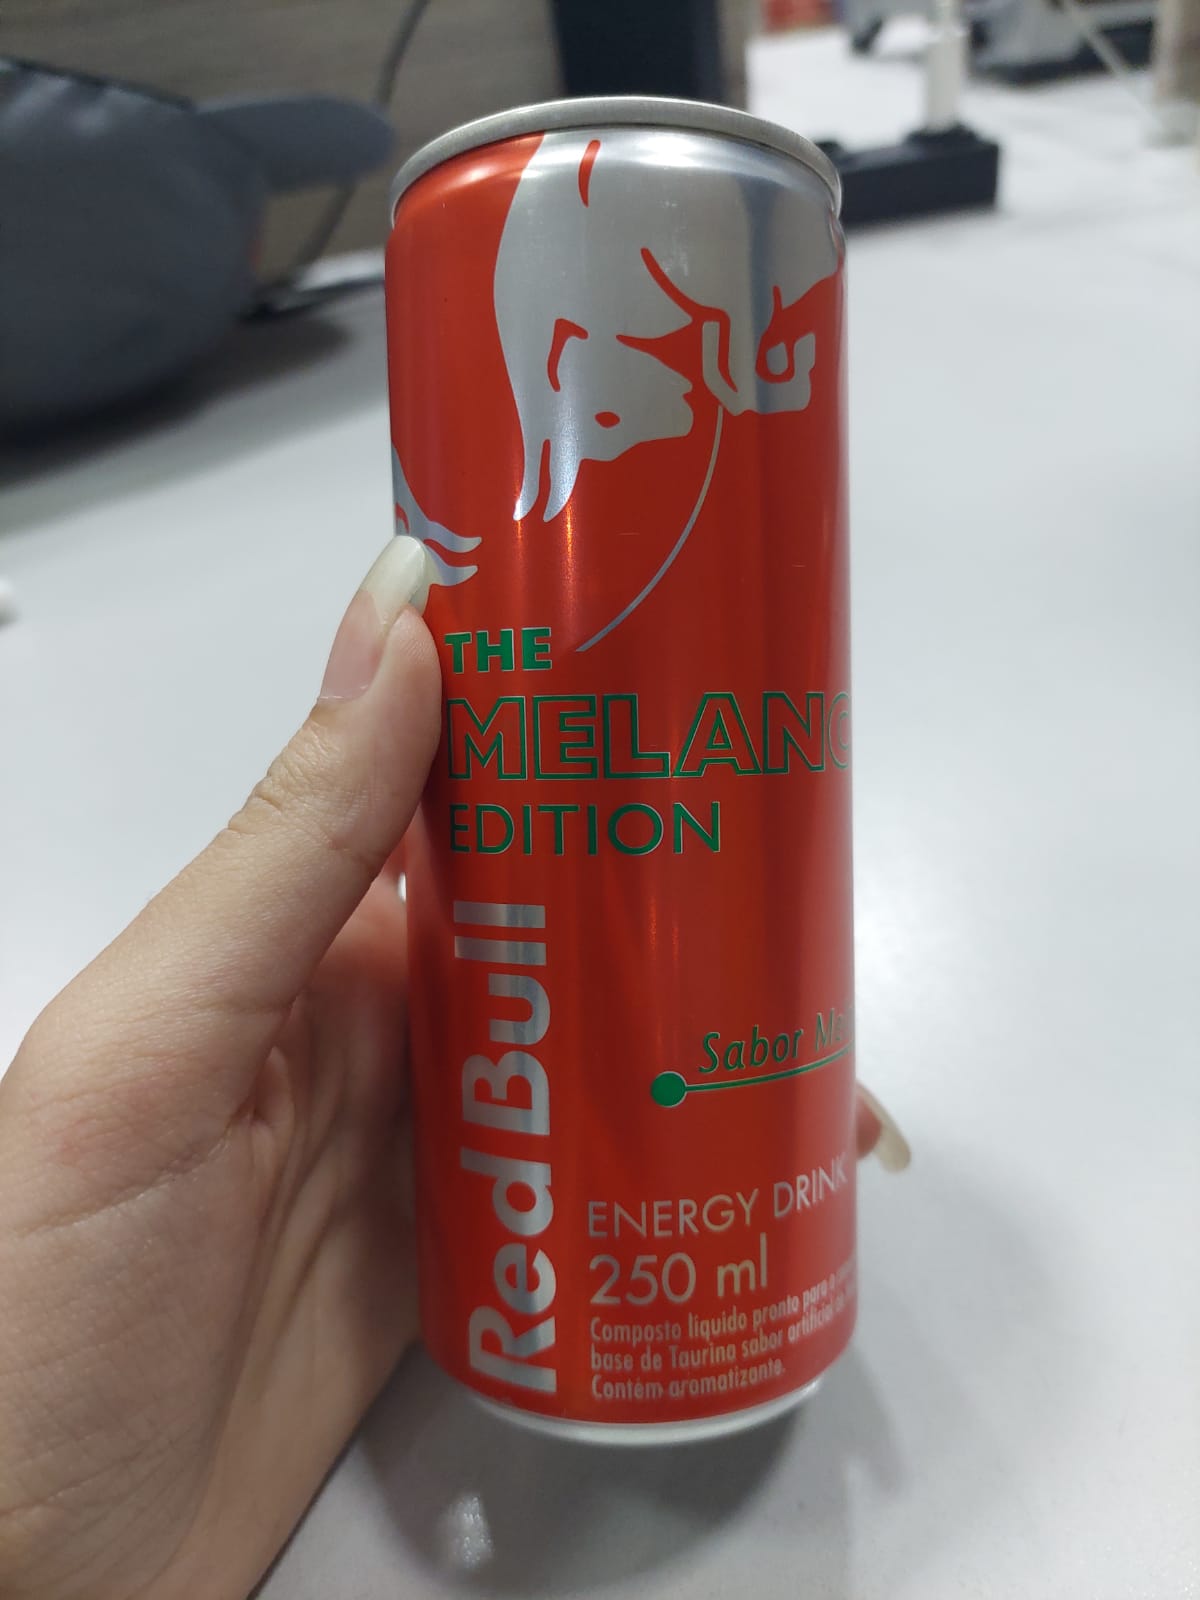 THE
MELANC
EDITION
Red Bull
Sabor
ENERGY DRINK
250 ml
Composto líquido pronto para o
base de Taurina sabor artificial de
Contém aromatizante.